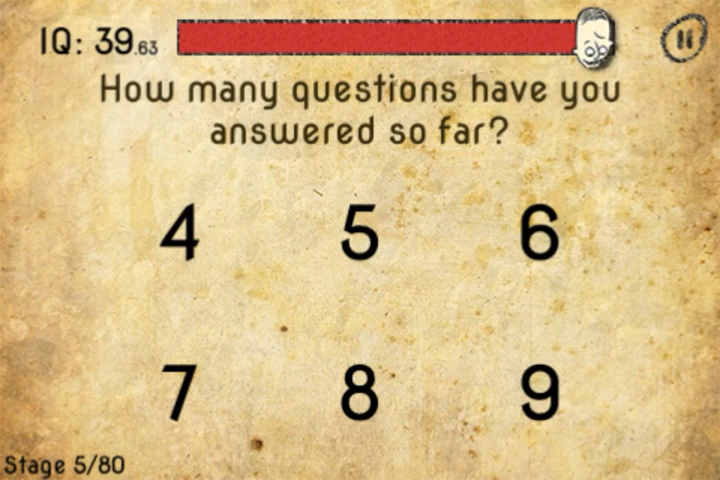 IQ: 39.63
How many questions have you
answered so far?
4 5 6
7 8 9
Stage 5/80